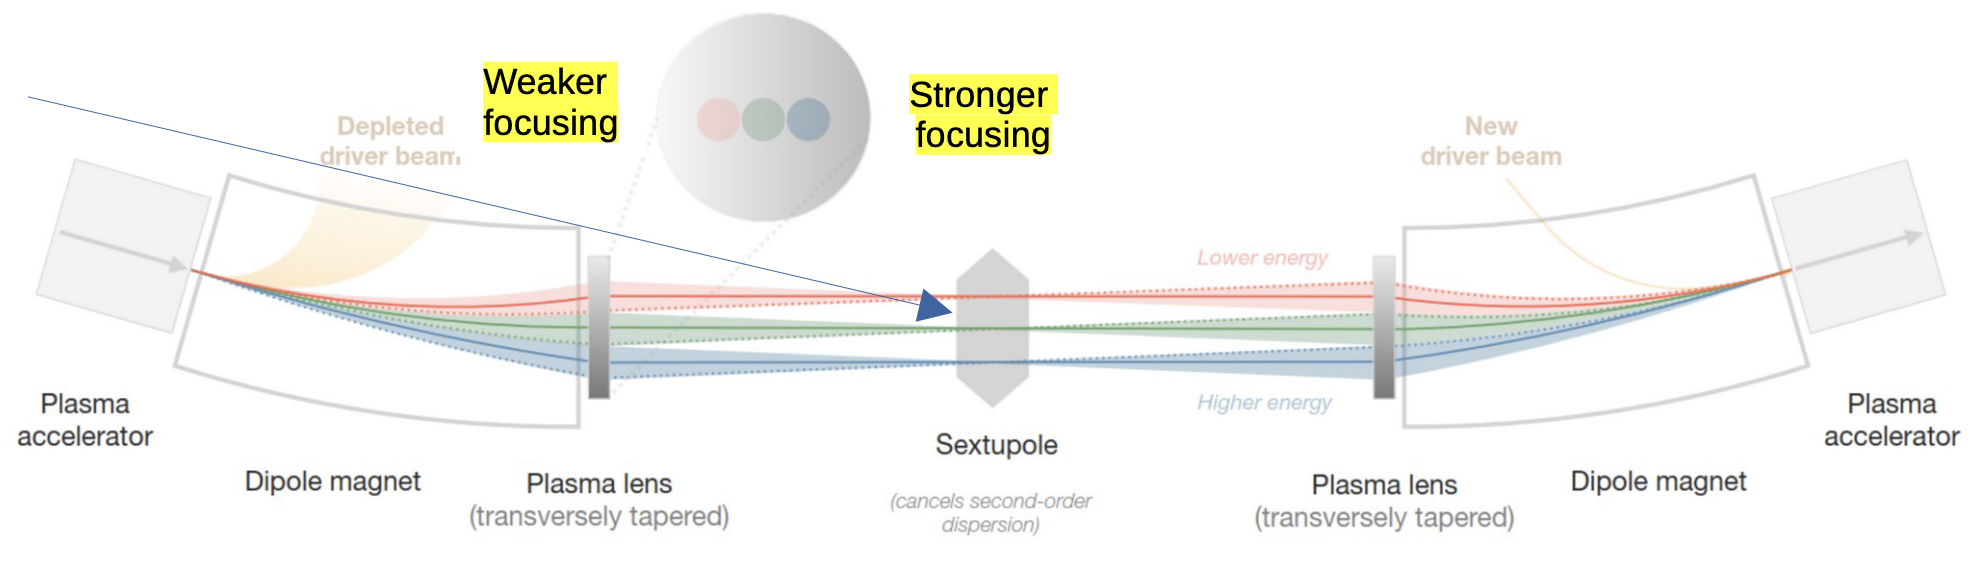 Weaker
focusing
Stronger
focusing
Depleted
driver beam
New
driver beam
Lower energy
Higher energy
Plasma
accelerator
Dipole magnet
Plasma lens
(transversely tapered)
Sextupole
(cancels second-order
dispersion)
Plasma lens
(transversely tapered)
Dipole magnet
Plasma
accelerator